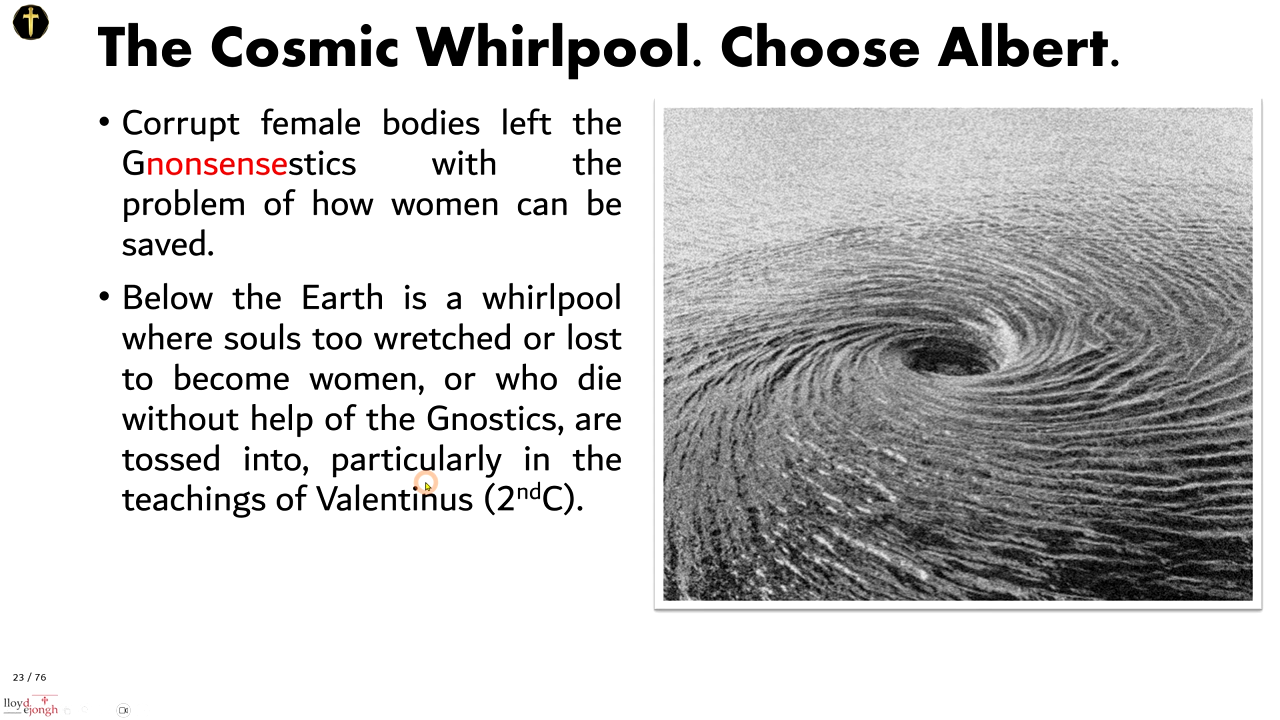 The Cosmic Whirlpool. Choose Albert.
• Corrupt female bodies left the
Gnonsensestics with the
problem of how women can be
saved.
• Below the Earth is a whirlpool
where souls too wretched or lost
to become women, or who die
without help of the Gnostics, are
tossed into, particularly in the
teachings of Valentinus (2ndC).
23 / 76
lloyd
ejongh